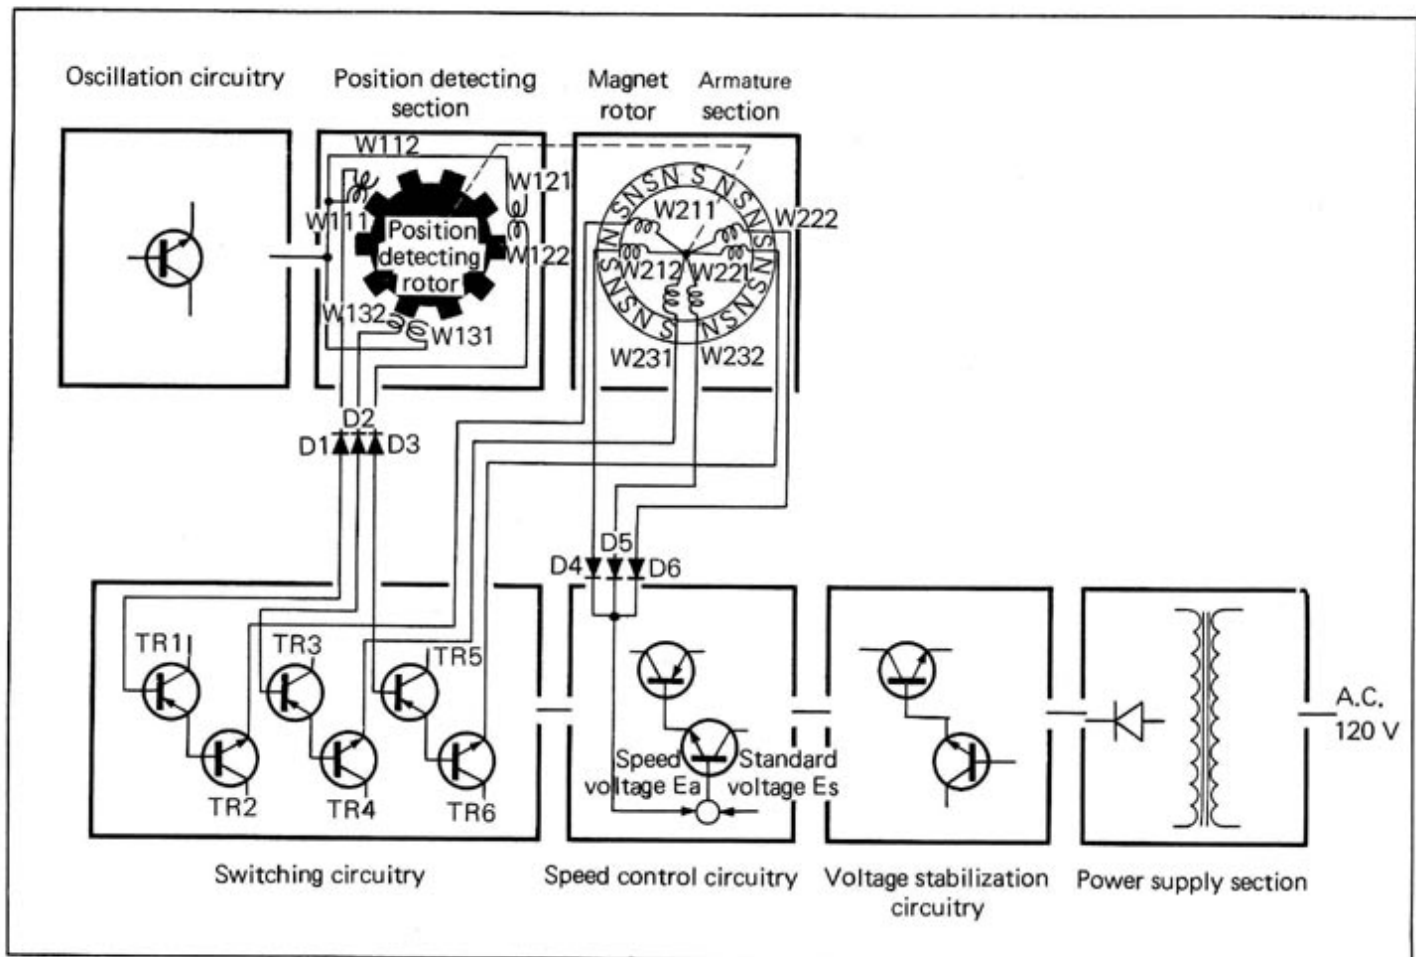 Oscillation circuitry
Position detecting
section
Magnet
rotor
Armature
section
W112
W121
W111
W122
Position
detecting
rotor
W132
W131
W211
W222
W212
W221
W231
W232
D2
D1
D3
D5
D4
D6
TR1
TR3
TR5
TR2
TR4
TR6
Speed
voltage Ea
Standard
voltage Es
A.C.
120 V
Switching circuitry
Speed control circuitry
Voltage stabilization
circuitry
Power supply section